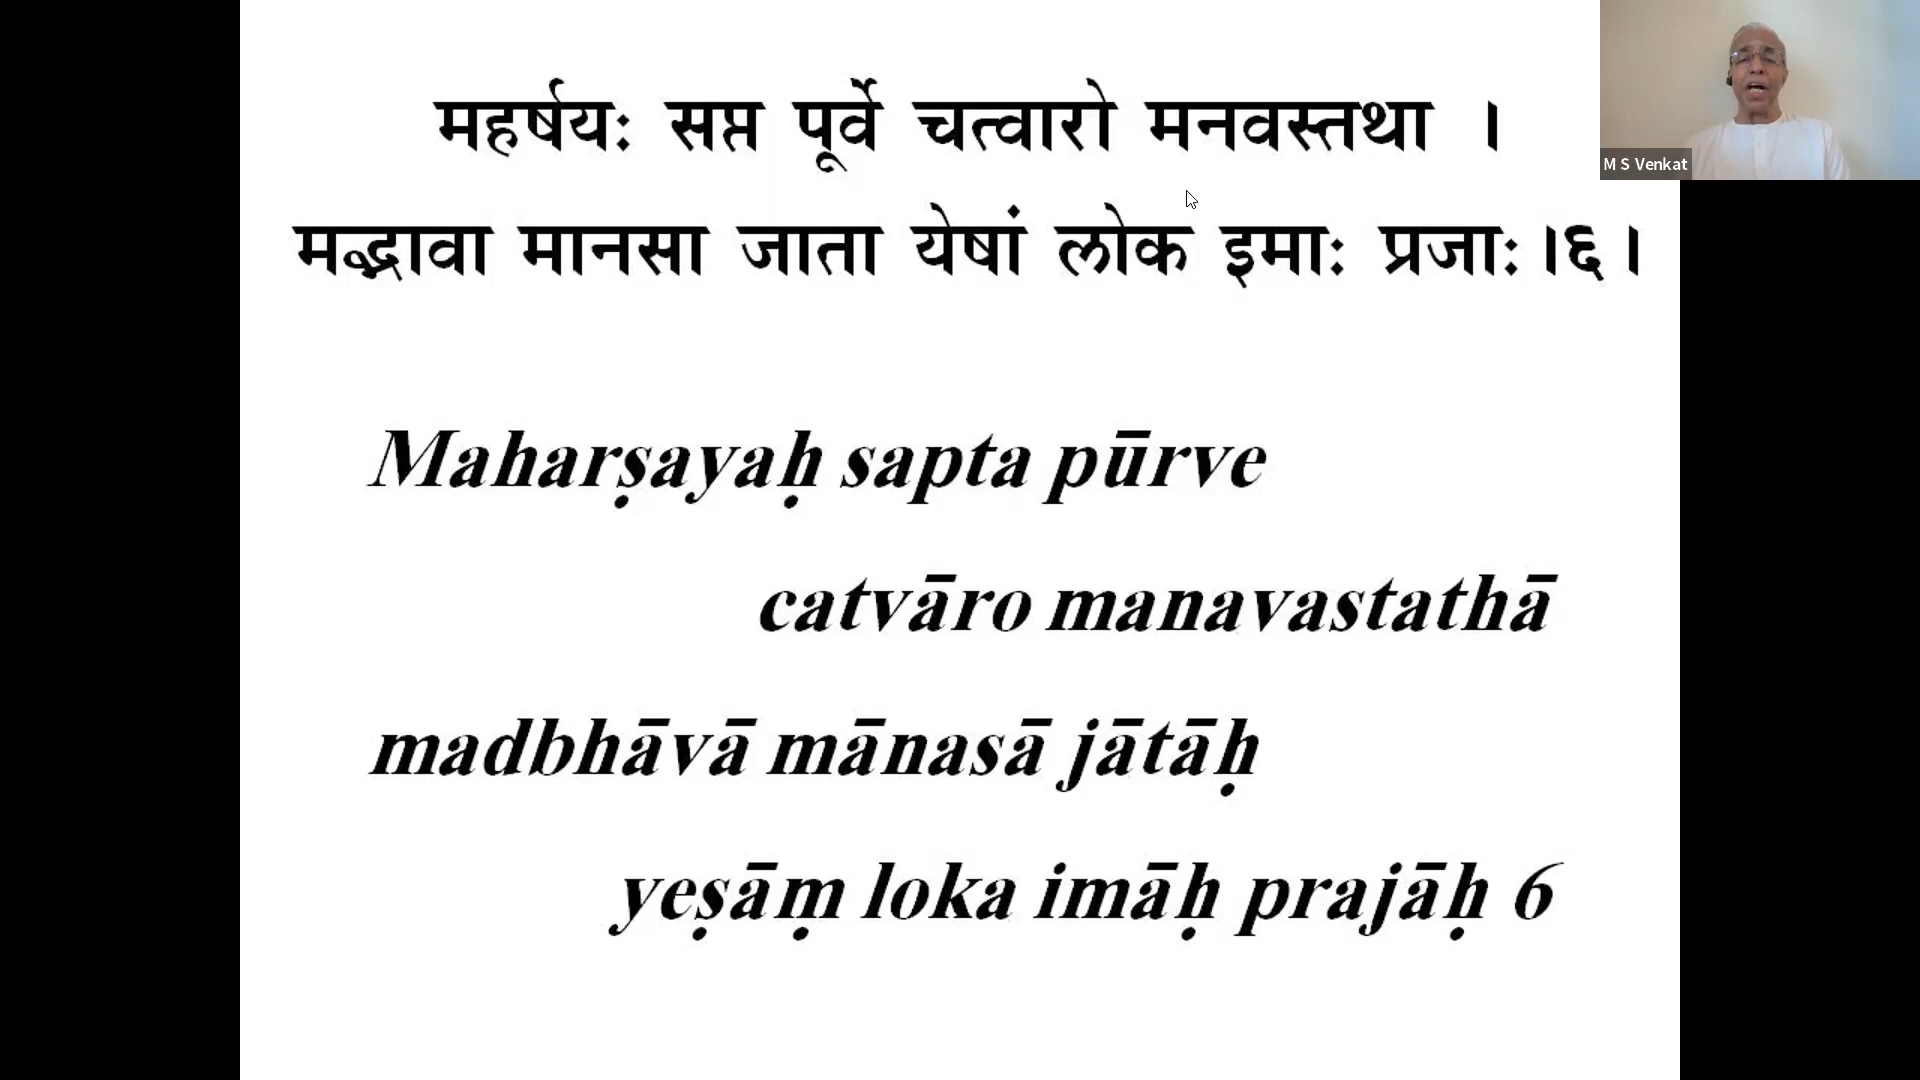 महर्षयः सप्त पूर्वे चत्वारो मनवस्तथा ।
मद्भावा मानसा जाता येषां लोक इमाः प्रजाः।६।
Maharṣayaḥ sapta pūrve
catvāro manavastathā
madbhāvā mānasā jātāḥ
yeṣāṃ loka imāḥ prajāḥ 6
M S Venkat